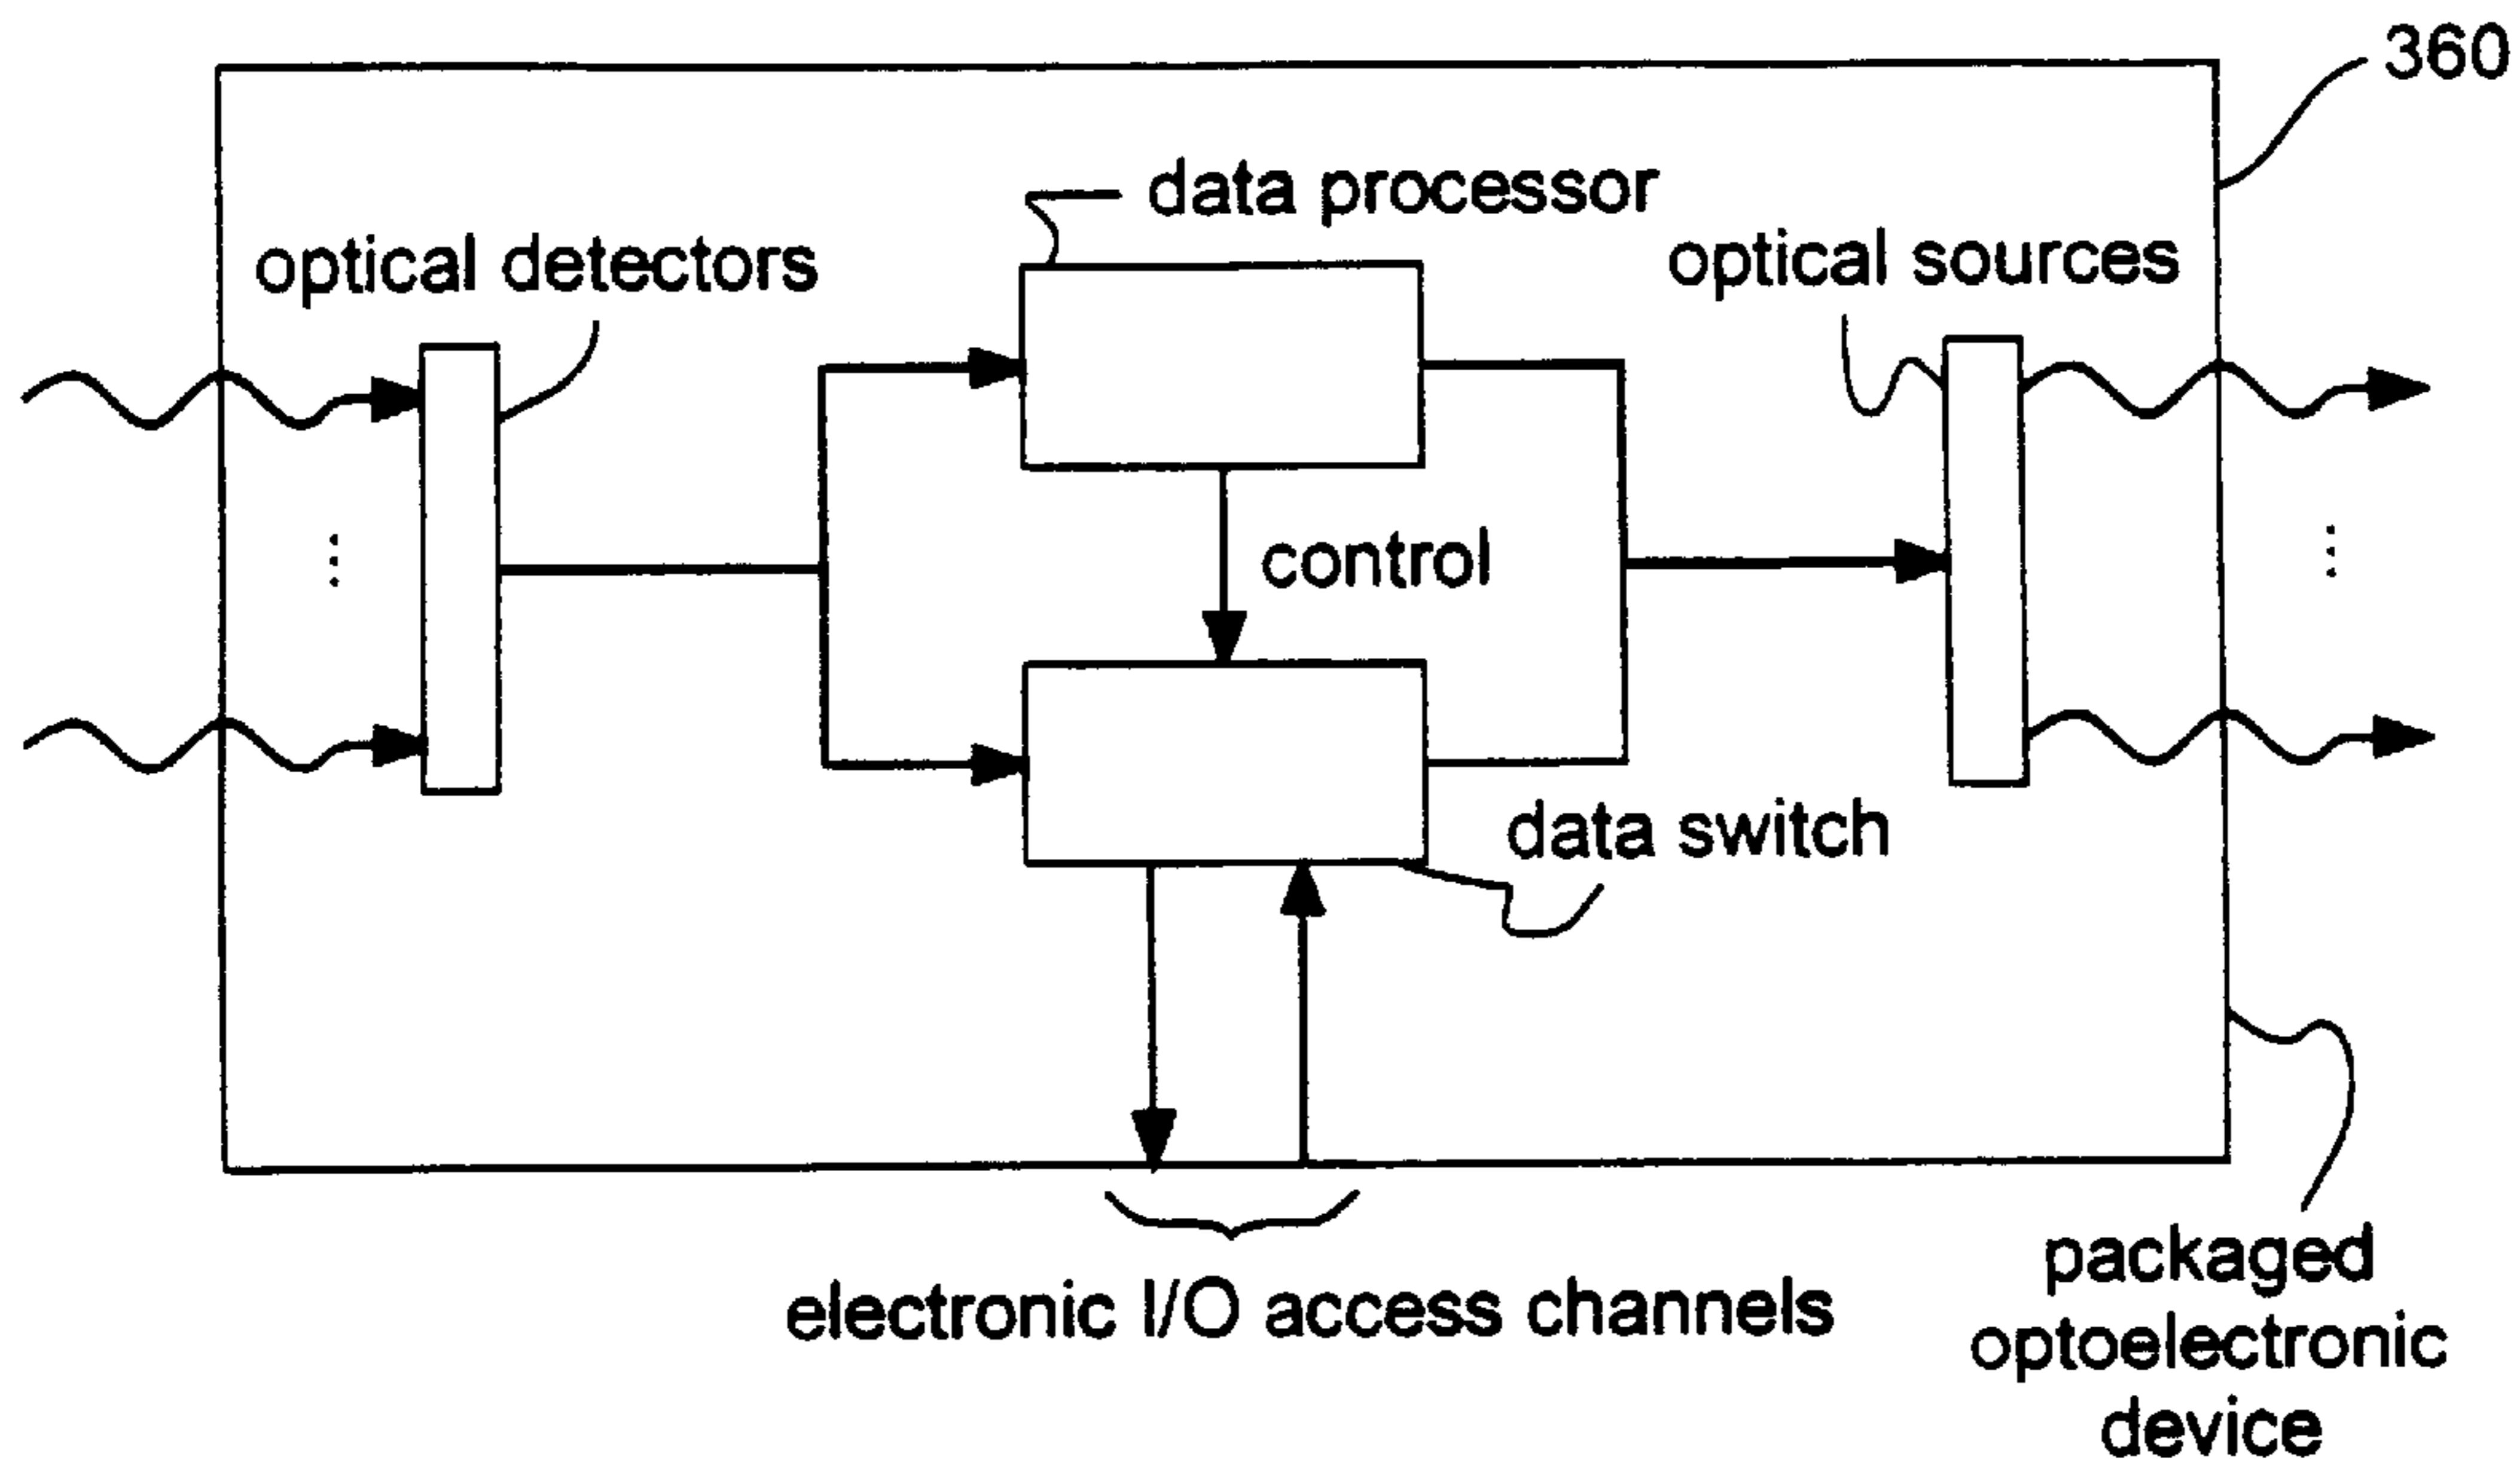 360
data processor
optical detectors
optical sources
control
data switch
electronic I/O access channels
packaged
optoelectronic
device